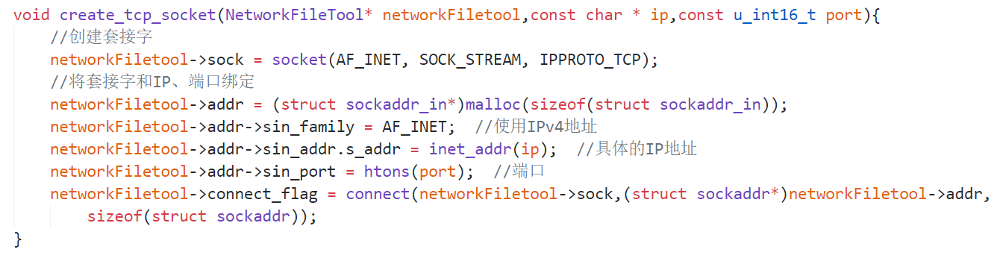 void create_tcp_socket(NetworkFileTool* networkFiletool,const char * ip,const u_int16_t port){
//创建套接字
networkFiletool->sock = socket(AF_INET, SOCK_STREAM, IPPROTO_TCP);
//将套接字和IP、端口绑定
networkFiletool->addr = (struct sockaddr_in*)malloc(sizeof(struct sockaddr_in));
networkFiletool->addr->sin_family = AF_INET;  //使用IPv4地址
networkFiletool->addr->sin_addr.s_addr = inet_addr(ip);  //具体的IP地址
networkFiletool->addr->sin_port = htons(port);  //端口
networkFiletool->connect_flag = connect(networkFiletool->sock,(struct sockaddr*)networkFiletool->addr,
sizeof(struct sockaddr));
}